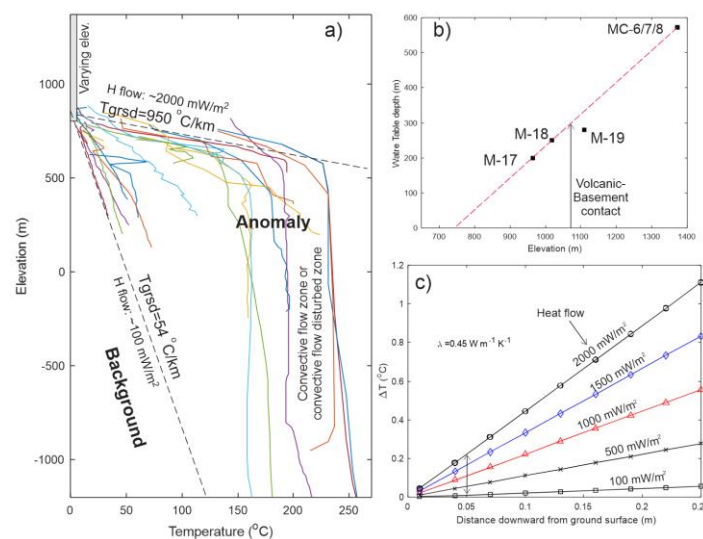 a)
Varying elev.
H flow: ~2000 mW/m²
Tgrsd=950 °C/km
Anomaly
Convective flow zone or
convective flow disturbed zone
Tgrsd=54 °C/km
H flow: ~100 mW/m²
Background
Elevation (m)
1000
500
0
-500
-1000
0 50 100 150 200 250
Temperature (°C)
b)
MC-6/7/8
M-18
M-19
M-17
Volcanic-
Basement
contact
Watre Table depth (m)
600
500
400
300
200
100
0
700 800 900 1000 1100 1200 1300 1400
Elevation (m)
c)
Heat flow
λ =0.45 W m⁻¹ K⁻¹
2000 mW/m²
1500 mW/m²
1000 mW/m²
500 mW/m²
100 mW/m²
ΔT (°C)
1.2
1
0.8
0.6
0.4
0.2
0
0 0.05 0.1 0.15 0.2 0.2
Distance downward from ground surface (m)